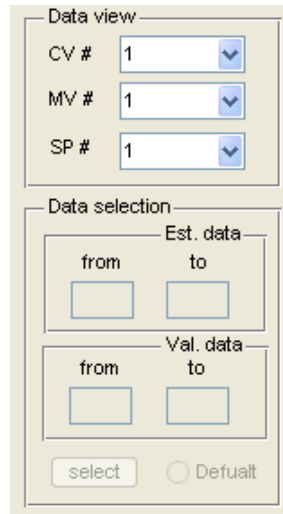 Data view
CV # 1
MV # 1
SP # 1
Data selection
Est. data
from to
Val. data
from to
select Defualt